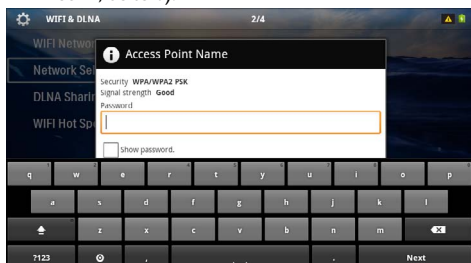 WIFI & DLNA 2/4
WIFI Networ
Network Se
DLNA Sharin
WIFI Hot Sp
Access Point Name
Security WPA/WPA2 PSK
Signal strength Good
Password
Show password.
q w e r t y u i o p
a s d f g h j k l
z x c v b n m
?123 , . Next